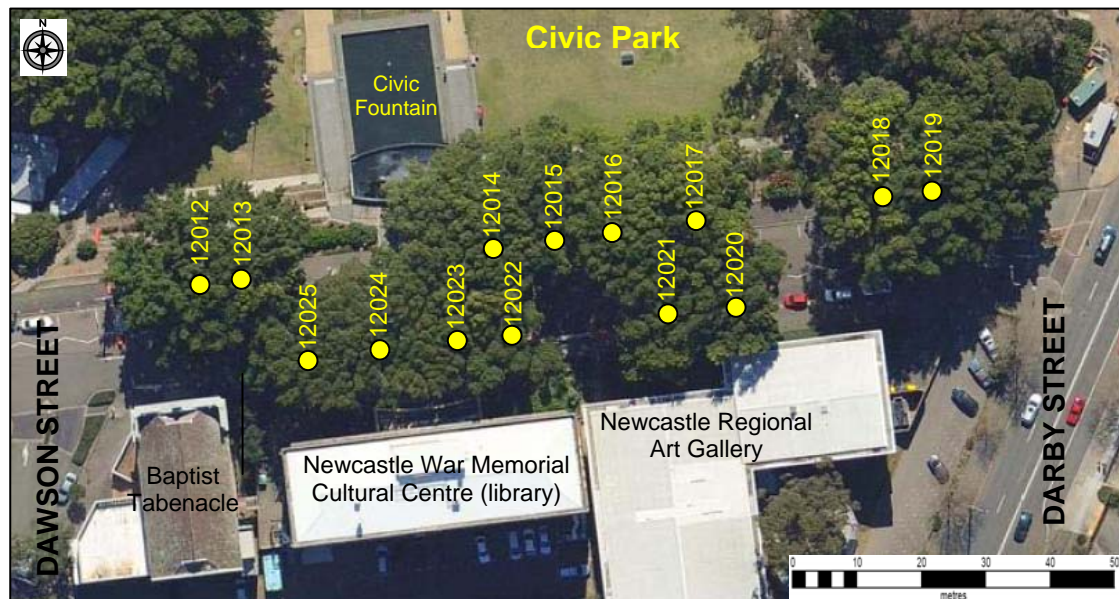 N
Civic Park
Civic
Fountain
12012
12013
12014
12015
12016
12017
12018
12019
12025
12024
12023
12022
12021
12020
DAWSON STREET
DARBY STREET
Baptist
Tabenacle
Newcastle War Memorial
Cultural Centre (library)
Newcastle Regional
Art Gallery
0 10 20 30 40 50
metres